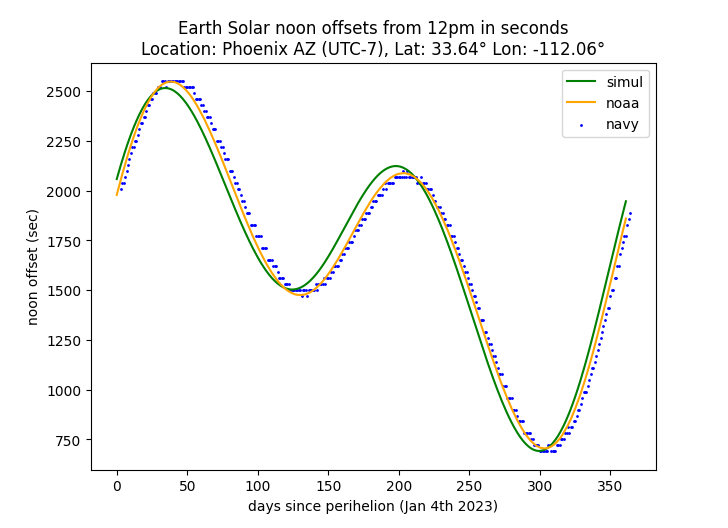 Earth Solar noon offsets from 12pm in seconds
Location: Phoenix AZ (UTC-7), Lat: 33.64° Lon: -112.06°
simul
noaa
navy
noon offset (sec)
2500
2250
2000
1750
1500
1250
1000
750
0 50 100 150 200 250 300 350
days since perihelion (Jan 4th 2023)